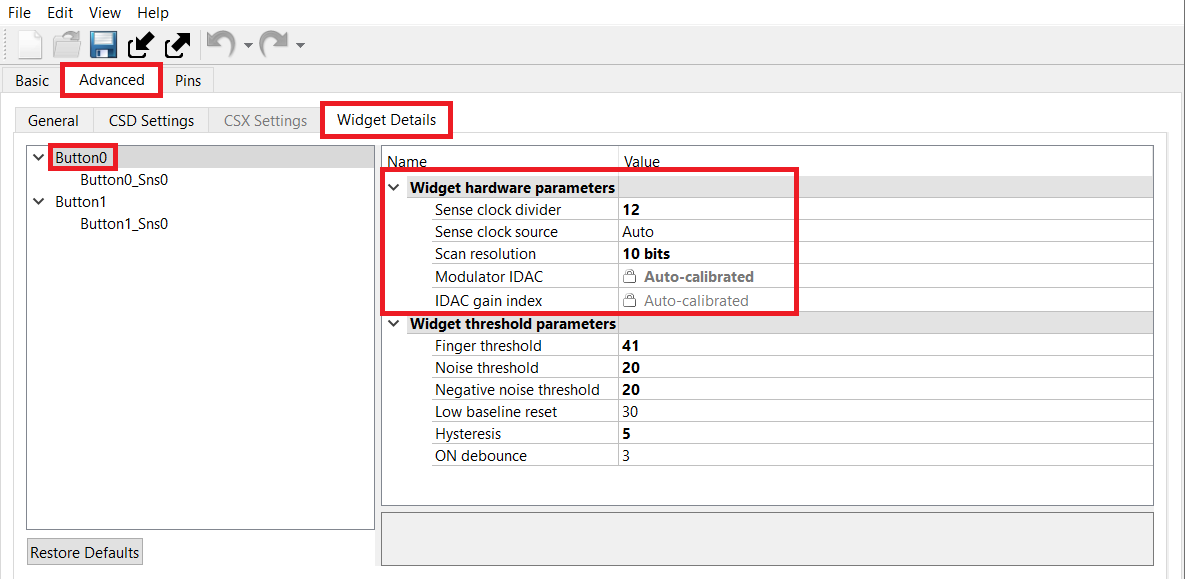 File Edit View Help
Basic Advanced Pins
General CSD Settings CSX Settings Widget Details
Button0
Button0_Sns0
Button1
Button1_Sns0
Name Value
Widget hardware parameters
Sense clock divider 12
Sense clock source Auto
Scan resolution 10 bits
Modulator IDAC Auto-calibrated
IDAC gain index Auto-calibrated
Widget threshold parameters
Finger threshold 41
Noise threshold 20
Negative noise threshold 20
Low baseline reset 30
Hysteresis 5
ON debounce 3
Restore Defaults